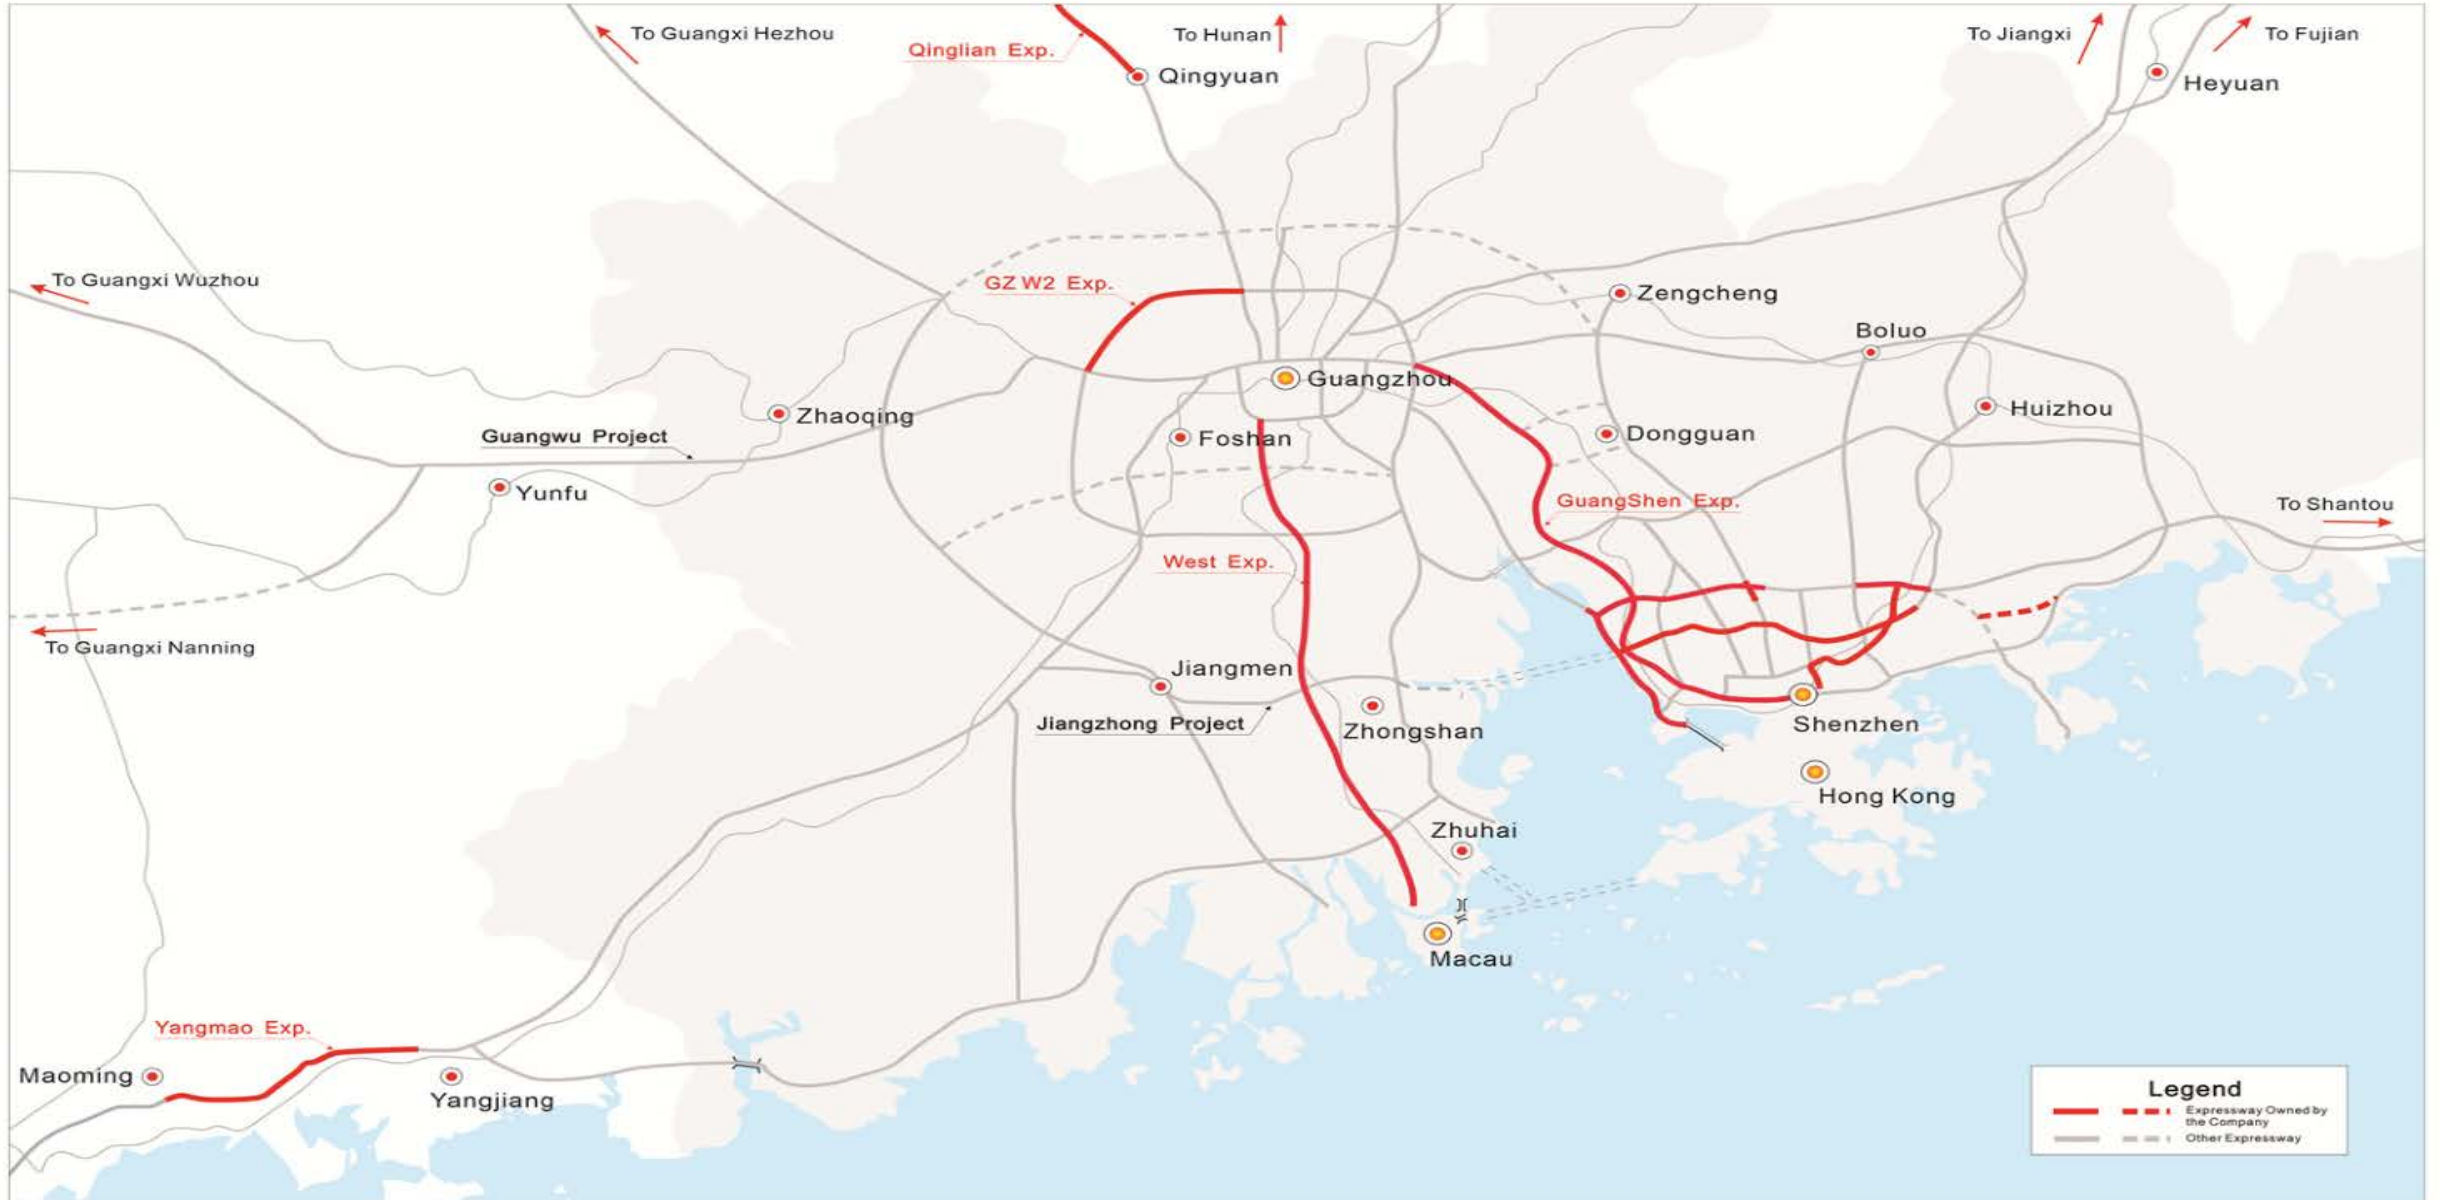 To Guangxi Hezhou
Qinglian Exp.
To Hunan
To Jiangxi
To Fujian
Qingyuan
Heyuan
To Guangxi Wuzhou
GZ W2 Exp.
Zengcheng
Boluo
Guangzhou
Zhaoqing
Huizhou
Guangwu Project
Foshan
Dongguan
Yunfu
GuangShen Exp.
To Shantou
West Exp.
To Guangxi Nanning
Jiangmen
Jiangzhong Project
Zhongshan
Shenzhen
Hong Kong
Zhuhai
Macau
Yangmao Exp.
Maoming
Yangjiang
Legend
Expressway Owned by
the Company
Other Expressway